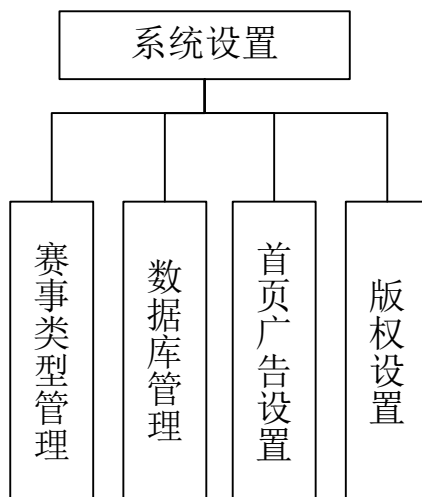 系统设置
赛事类型管理
数据库管理
首页广告设置
版权设置